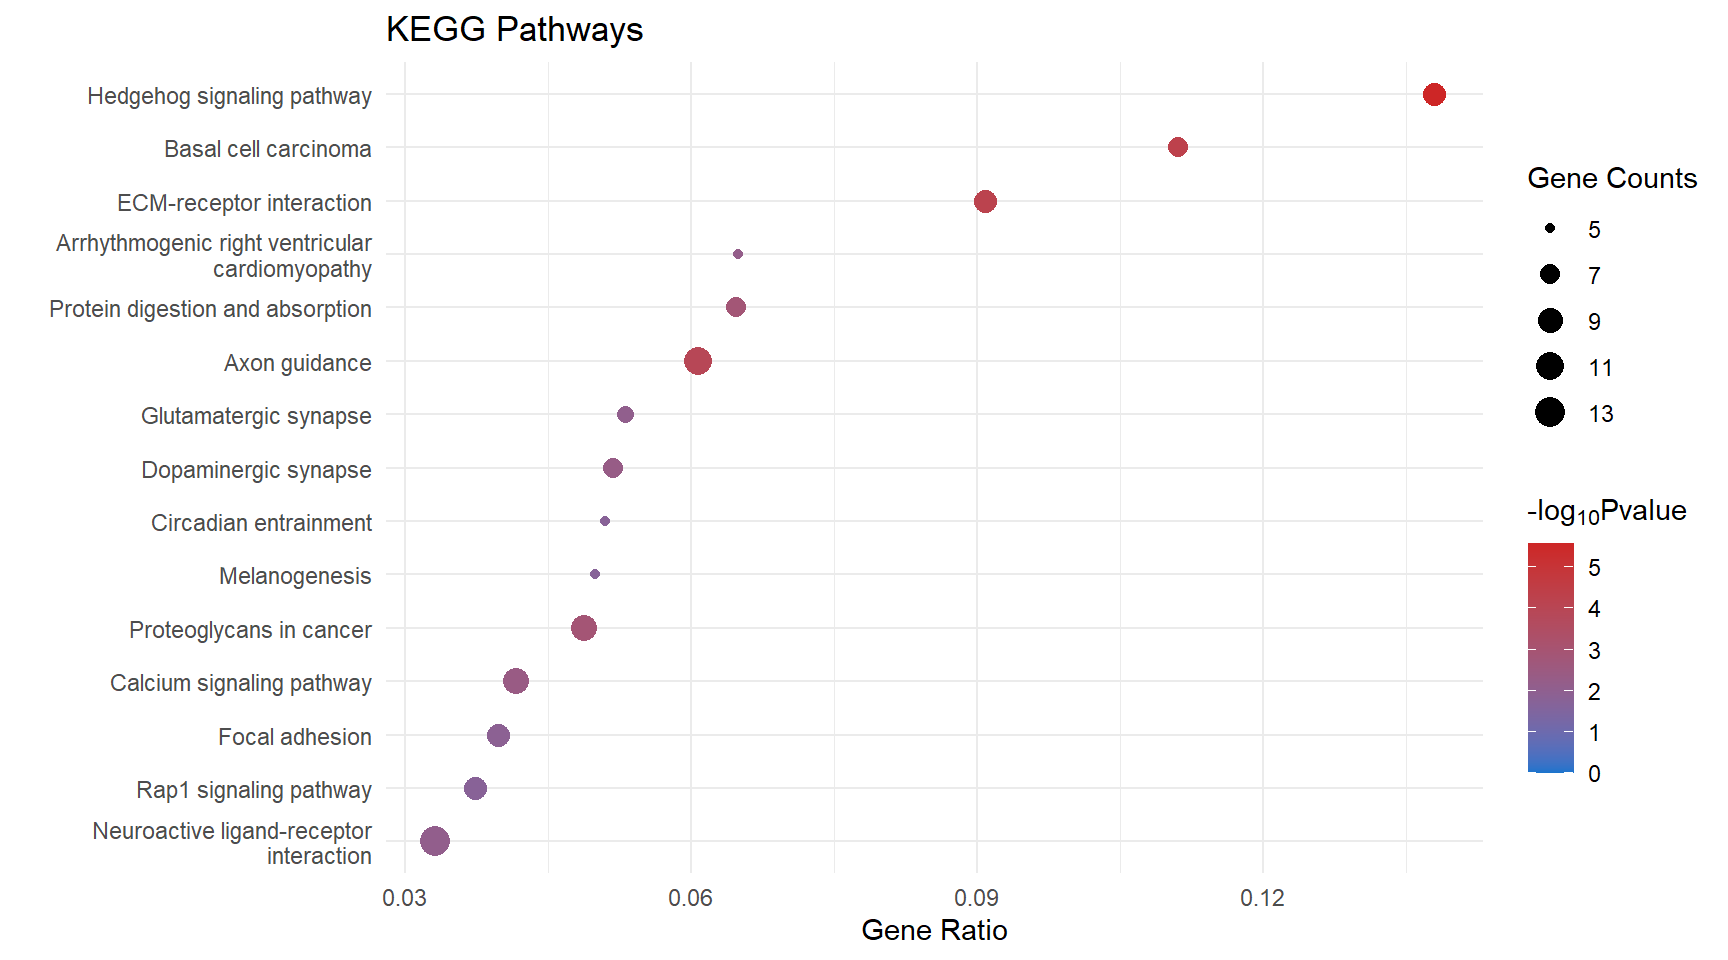 KEGG Pathways
Hedgehog signaling pathway
Basal cell carcinoma
ECM-receptor interaction
Arrhythmogenic right ventricular
cardiomyopathy
Protein digestion and absorption
Axon guidance
Glutamatergic synapse
Dopaminergic synapse
Circadian entrainment
Melanogenesis
Proteoglycans in cancer
Calcium signaling pathway
Focal adhesion
Rap1 signaling pathway
Neuroactive ligand-receptor
interaction
0.03 0.06 0.09 0.12
Gene Ratio
Gene Counts
5
7
9
11
13
-log₁₀Pvalue
5
4
3
2
1
0